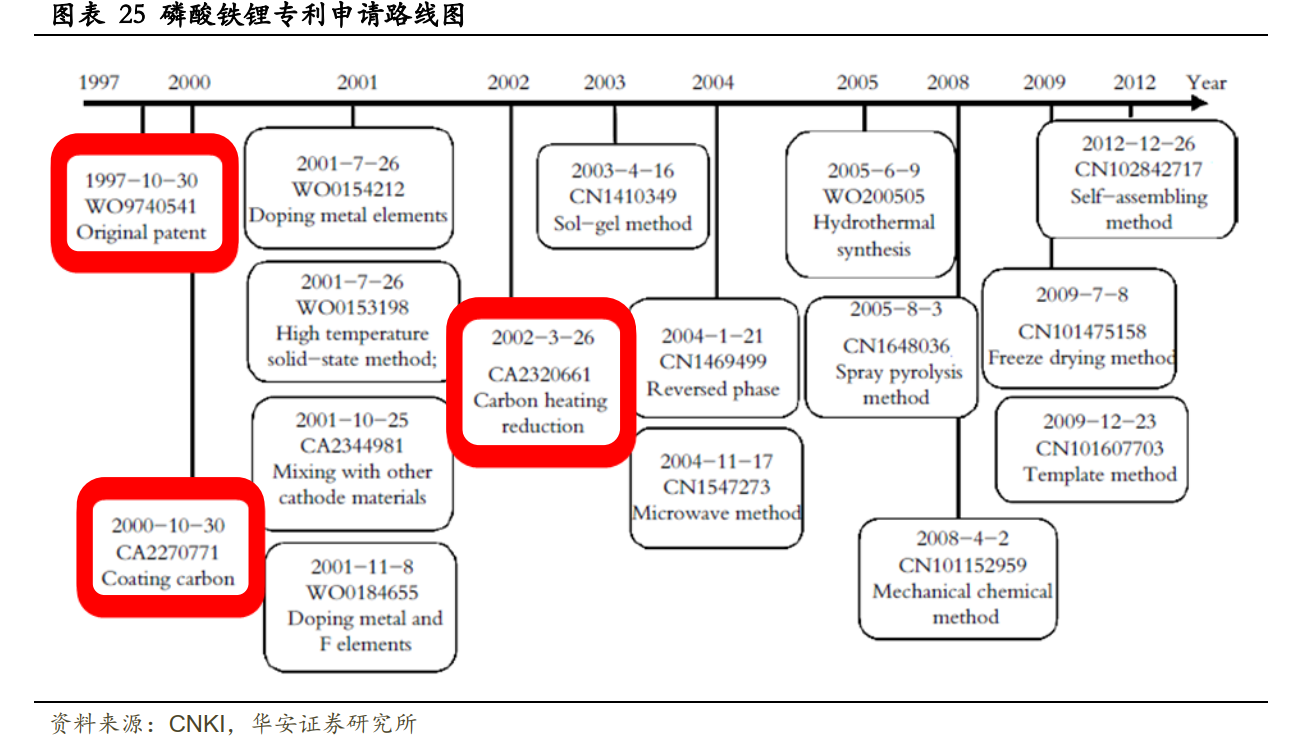 图表 25 磷酸铁锂专利申请路线图
1997 2000 2001 2002 2003 2004 2005 2008 2009 2012 Year
1997-10-30
WO9740541
Original patent
2000-10-30
CA2270771
Coating carbon
2001-7-26
WO0154212
Doping metal elements
2001-7-26
WO0153198
High temperature
solid-state method;
2001-10-25
CA2344981
Mixing with other
cathode materials
2001-11-8
WO0184655
Doping metal and
F elements
2002-3-26
CA2320661
Carbon heating
reduction
2003-4-16
CN1410349
Sol-gel method
2004-1-21
CN1469499
Reversed phase
2004-11-17
CN1547273
Microwave method
2005-6-9
WO200505
Hydrothermal
synthesis
2005-8-3
CN1648036
Spray pyrolysis
method
2008-4-2
CN101152959
Mechanical chemical
method
2009-7-8
CN101475158
Freeze drying method
2009-12-23
CN101607703
Template method
2012-12-26
CN102842717
Self-assembling
method
资料来源：CNKI，华安证券研究所